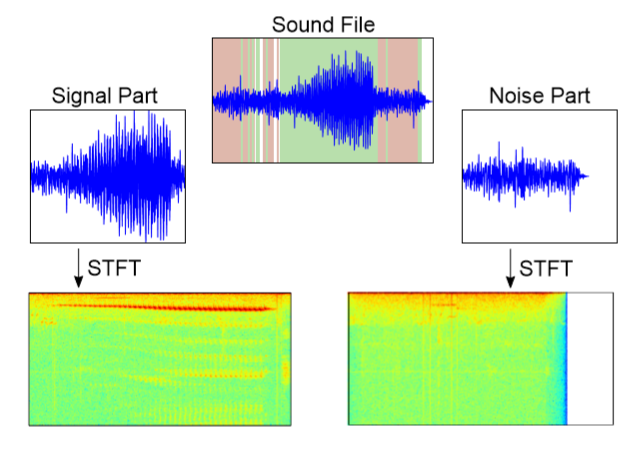 Sound File
Signal Part
Noise Part
STFT
STFT